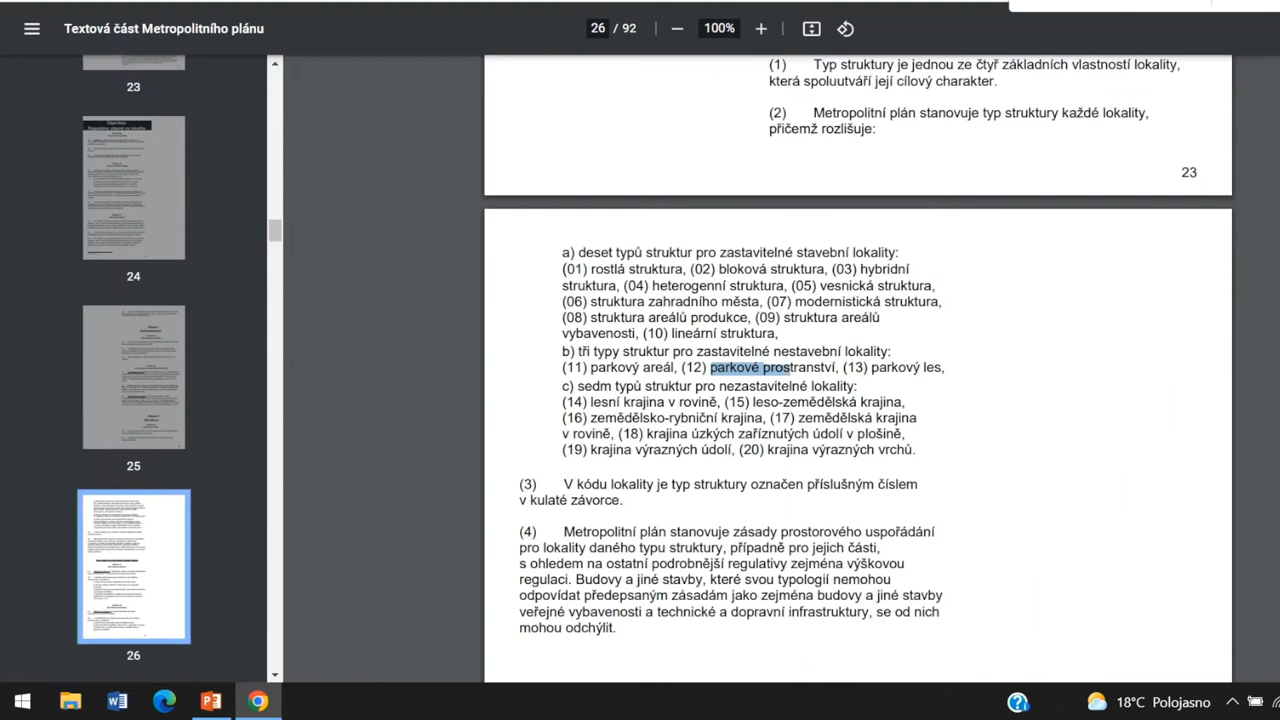 Textová část Metropolitního plánu
26 / 92
100%
23
24
25
26
(1) Typ struktury je jednou ze čtyř základních vlastností lokality,
která spoluutváří její cílový charakter.
(2) Metropolitní plán stanovuje typ struktury každé lokality,
přičemž rozlišuje:
23
a) deset typů struktur pro zastavitelné stavební lokality:
(01) rostlá struktura, (02) bloková struktura, (03) hybridní
struktura, (04) heterogenní struktura, (05) vesnická struktura,
(06) struktura zahradního města, (07) modernistická struktura,
(08) struktura areálů produkce, (09) struktura areálů
vybavenosti, (10) lineární struktura,
b) tři typy struktur pro zastavitelné nestavební lokality:
(11) parkový areál, (12) parkové prostranství, (13) parkový les,
c) sedm typů struktur pro nezastavitelné lokality:
(14) lesní krajina v rovině, (15) leso-zemědělská krajina,
(16) zemědělsko-rybniční krajina, (17) zemědělská krajina
v rovině, (18) krajina úzkých zaříznutých údolí v plošině,
(19) krajina výrazných údolí, (20) krajina výrazných vrchů.
(3) V kódu lokality je typ struktury označen příslušným číslem
v kulaté závorce.
(4) Metropolitní plán stanovuje zásady prostorového uspořádání
pro lokality daného typu struktury, případně pro jejich části,
s ohledem na ostatní podrobnější regulativy zejména výškovou
regulaci. Budovy a jiné stavby, které svou typologií nemohou
odpovídat předepsaným zásadám jako zejména budovy a jiné stavby
veřejné vybavenosti a technické a dopravní infrastruktury, se od nich
mohou odchýlit.
18°C Polojasno